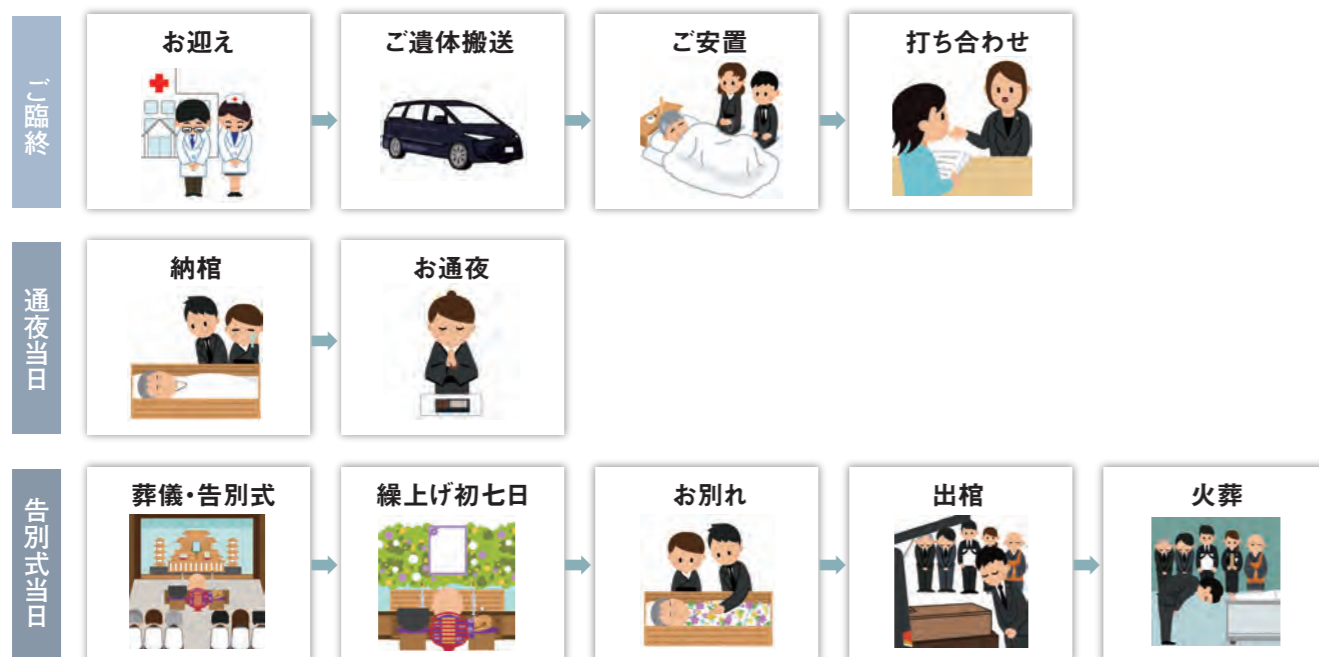 ご臨終
お迎え
ご遺体搬送
ご安置
打ち合わせ
通夜当日
納棺
お通夜
告別式当日
葬儀・告別式
繰上げ初七日
お別れ
出棺
火葬